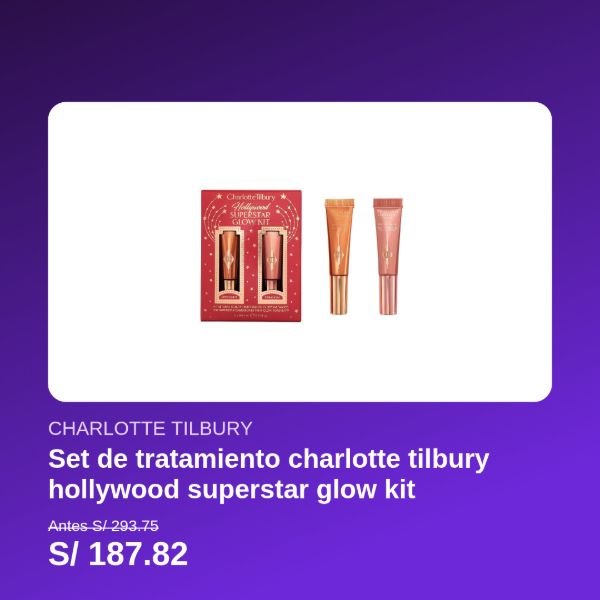 Charlotte Tilbury
Hollywood
SUPERSTAR
GLOW KIT
CHARLOTTE TILBURY
Set de tratamiento charlotte tilbury
hollywood superstar glow kit
Antes S/ 293.75
S/ 187.82